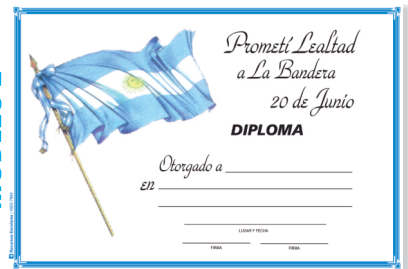 Prometí Lealtad
a La Bandera
20 de Junio
DIPLOMA
Otorgado a
en
LUGAR Y FECHA
FIRMA FIRMA